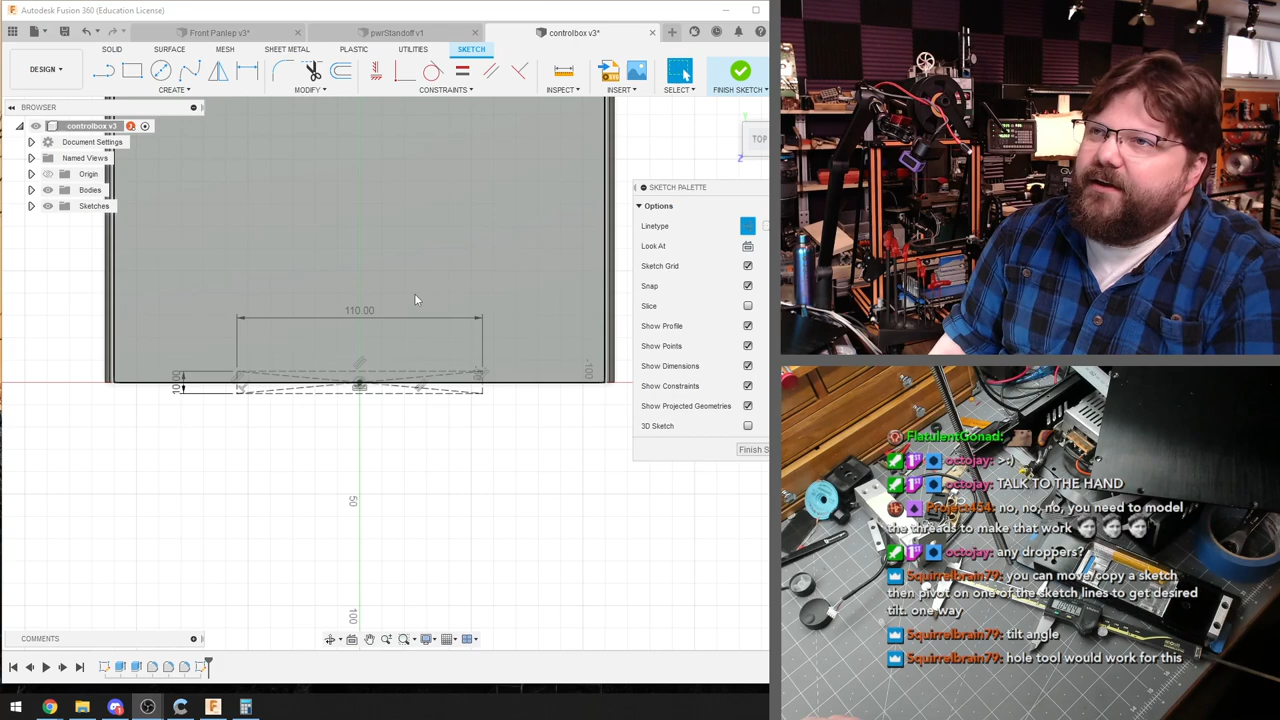 Autodesk Fusion 360 (Education License)
Front Panlep v3*
pwrStandoff v1
controlbox v3*
SOLID SURFACE MESH SHEET METAL PLASTIC UTILITIES SKETCH
DESIGN
CREATE MODIFY CONSTRAINTS INSPECT INSERT SELECT FINISH SKETCH
BROWSER
controlbox v3
Document Settings
Named Views
Origin
Bodies
Sketches
TOP
Z
SKETCH PALETTE
Options
Linetype
Look At
Sketch Grid
Snap
Slice
Show Profile
Show Points
Show Dimensions
Show Constraints
Show Projected Geometries
3D Sketch
Finish S
110.00
10.00
100
50
100
COMMENTS
FlatulentGonad:
octojay: >:)
octojay: TALK TO THE HAND
Project454: no, no, no, you need to model
the threads to make that work
octojay: any droppers?
Squirrelbrain79: you can move/copy a sketch
then pivot on one of the sketch lines to get desired
tilt. one way
Squirrelbrain79: tilt angle
Squirrelbrain79: hole tool would work for this